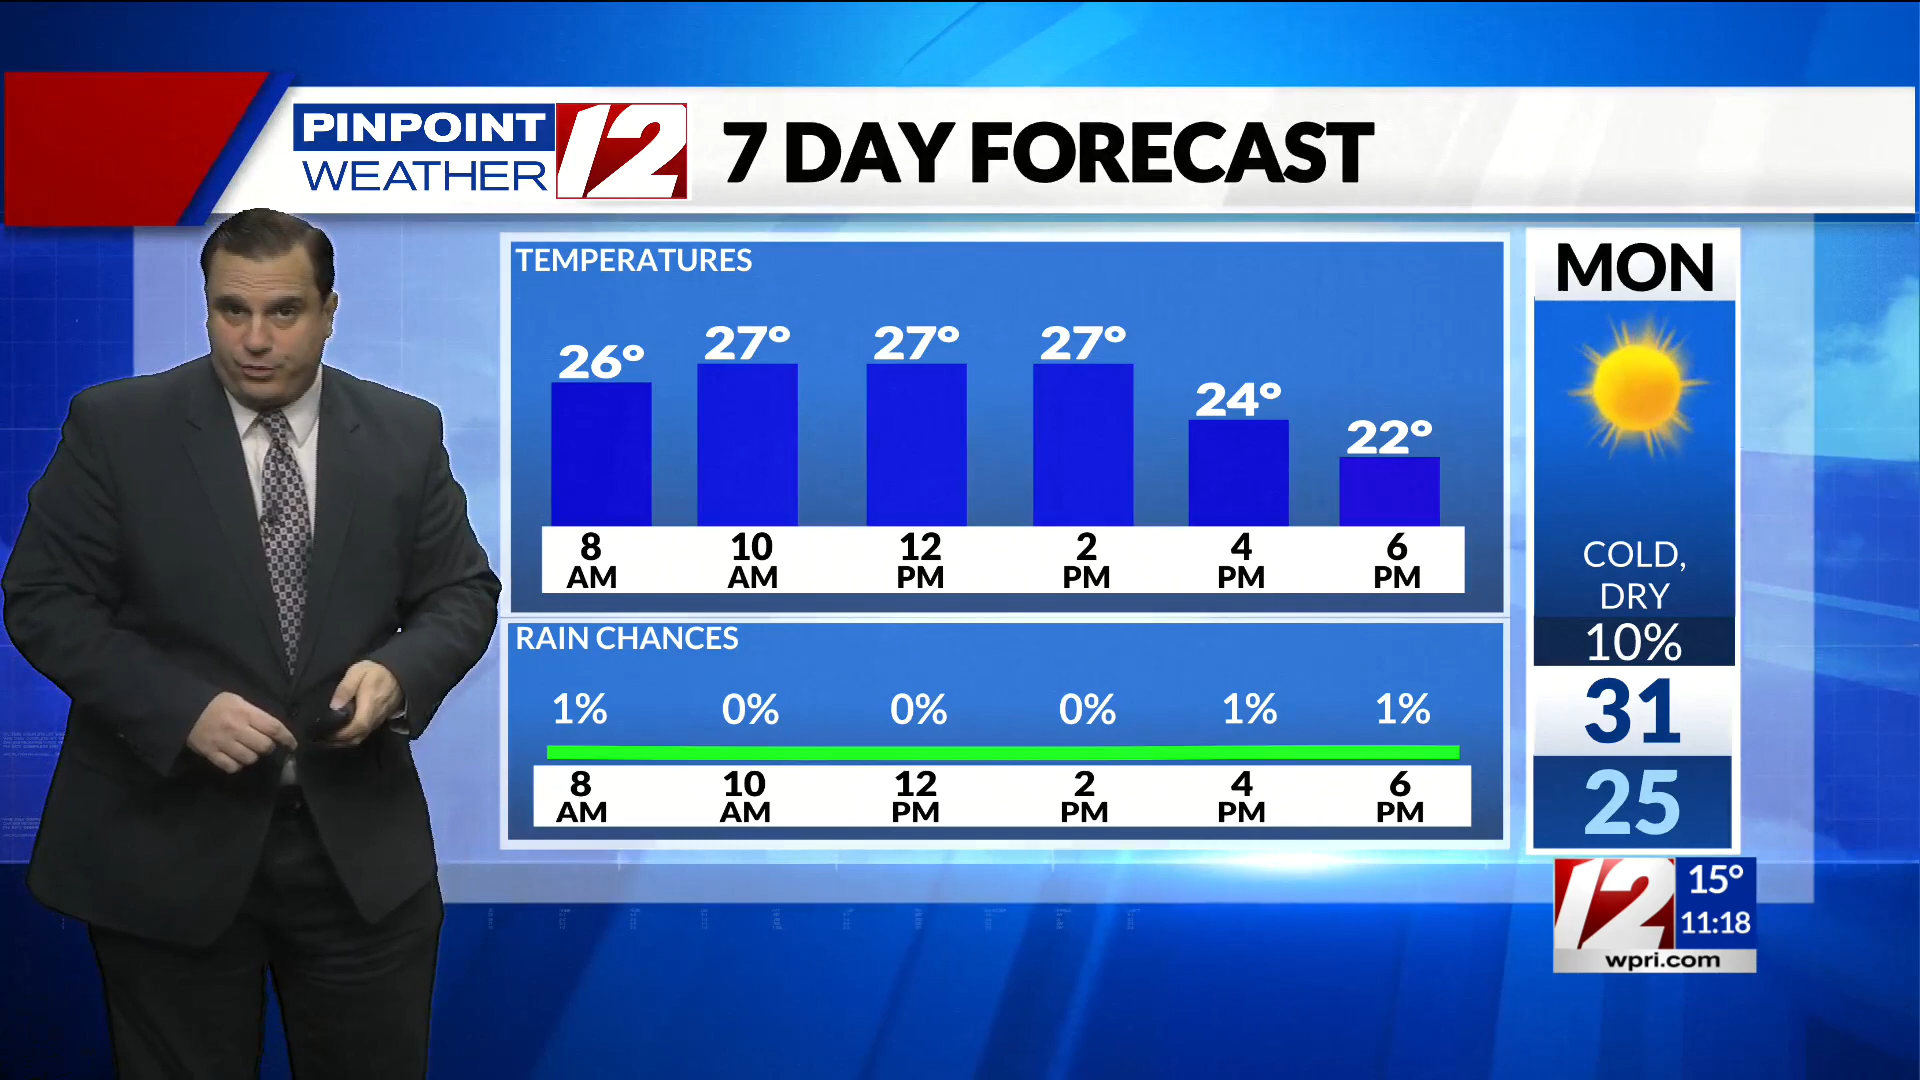 PINPOINT
WEATHER
12
7 DAY FORECAST
TEMPERATURES
26° 27° 27° 27° 24° 22°
8 10 12 2 4 6
AM AM PM PM PM PM
RAIN CHANCES
1% 0% 0% 0% 1% 1%
8 10 12 2 4 6
AM AM PM PM PM PM
MON
COLD,
DRY
10%
31
25
12
15°
11:18
wpri.com